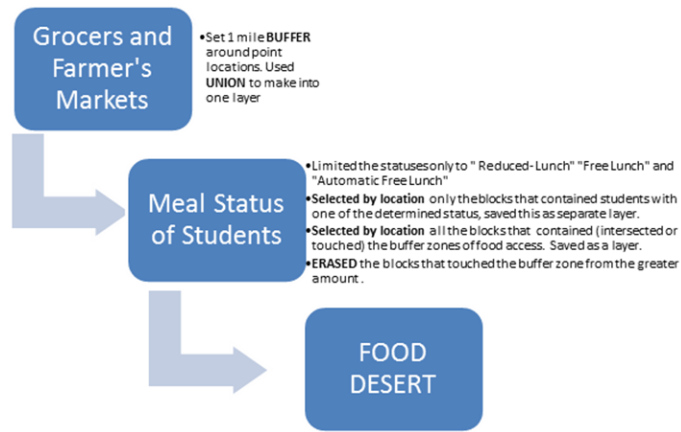 Grocers and
Farmer's
Markets
•Set 1 mile BUFFER
around point
locations. Used
UNION to make into
one layer
Meal Status
of Students
•Limited the statuses only to " Reduced-Lunch" "Free Lunch" and
"Automatic Free Lunch"
•Selected by location only the blocks that contained students with
one of the determined status, saved this as separate layer.
•Selected by location all the blocks that contained (intersected or
touched) the buffer zones of food access. Saved as a layer.
•ERASED the blocks that touched the buffer zone from the greater
amount .
FOOD
DESERT